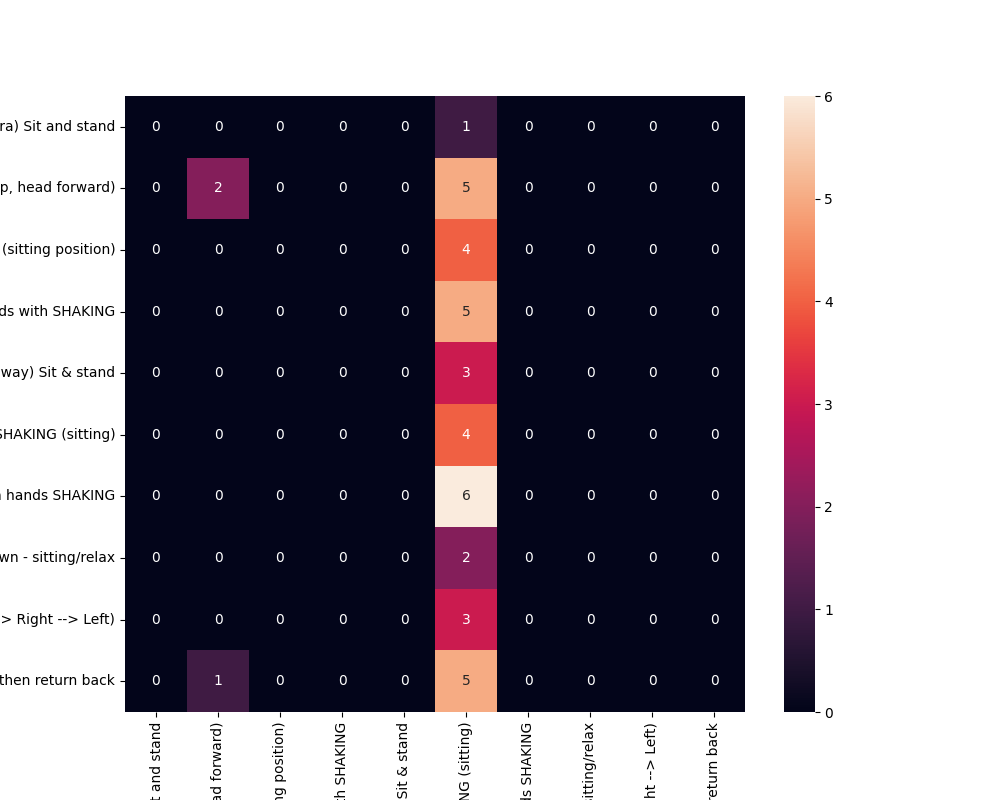 ra) Sit and stand 0 0 0 0 0 1 0 0 0 0
p, head forward) 0 2 0 0 0 5 0 0 0 0
(sitting position) 0 0 0 0 0 4 0 0 0 0
ds with SHAKING 0 0 0 0 0 5 0 0 0 0
way) Sit & stand 0 0 0 0 0 3 0 0 0 0
SHAKING (sitting) 0 0 0 0 0 4 0 0 0 0
hands SHAKING 0 0 0 0 0 6 0 0 0 0
wn - sitting/relax 0 0 0 0 0 2 0 0 0 0
> Right --> Left) 0 0 0 0 0 3 0 0 0 0
then return back 0 1 0 0 0 5 0 0 0 0
t and stand
ad forward)
ng position)
th SHAKING
Sit & stand
NG (sitting)
ds SHAKING
sitting/relax
ht --> Left)
return back
6
5
4
3
2
1
0